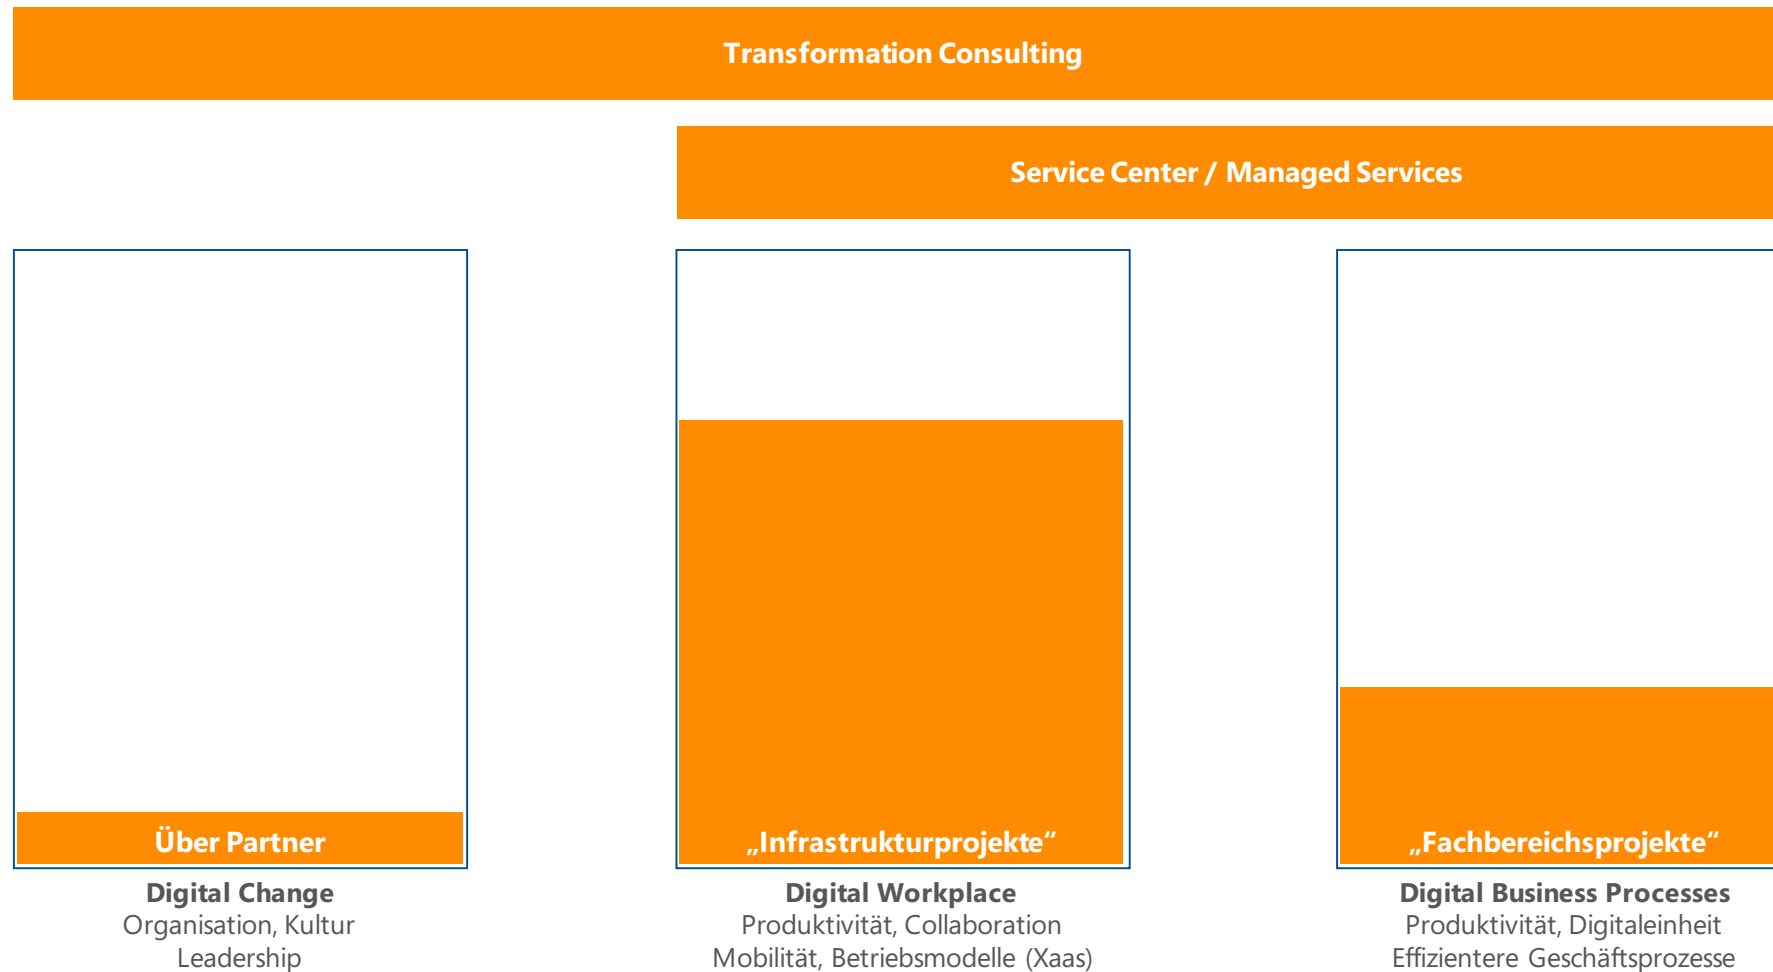 Transformation Consulting
Service Center / Managed Services
Über Partner
„Infrastrukturprojekte“
„Fachbereichsprojekte“
Digital Change
Organisation, Kultur
Leadership
Digital Workplace
Produktivität, Collaboration
Mobilität, Betriebsmodelle (Xaas)
Digital Business Processes
Produktivität, Digitaleinheit
Effizientere Geschäftsprozesse